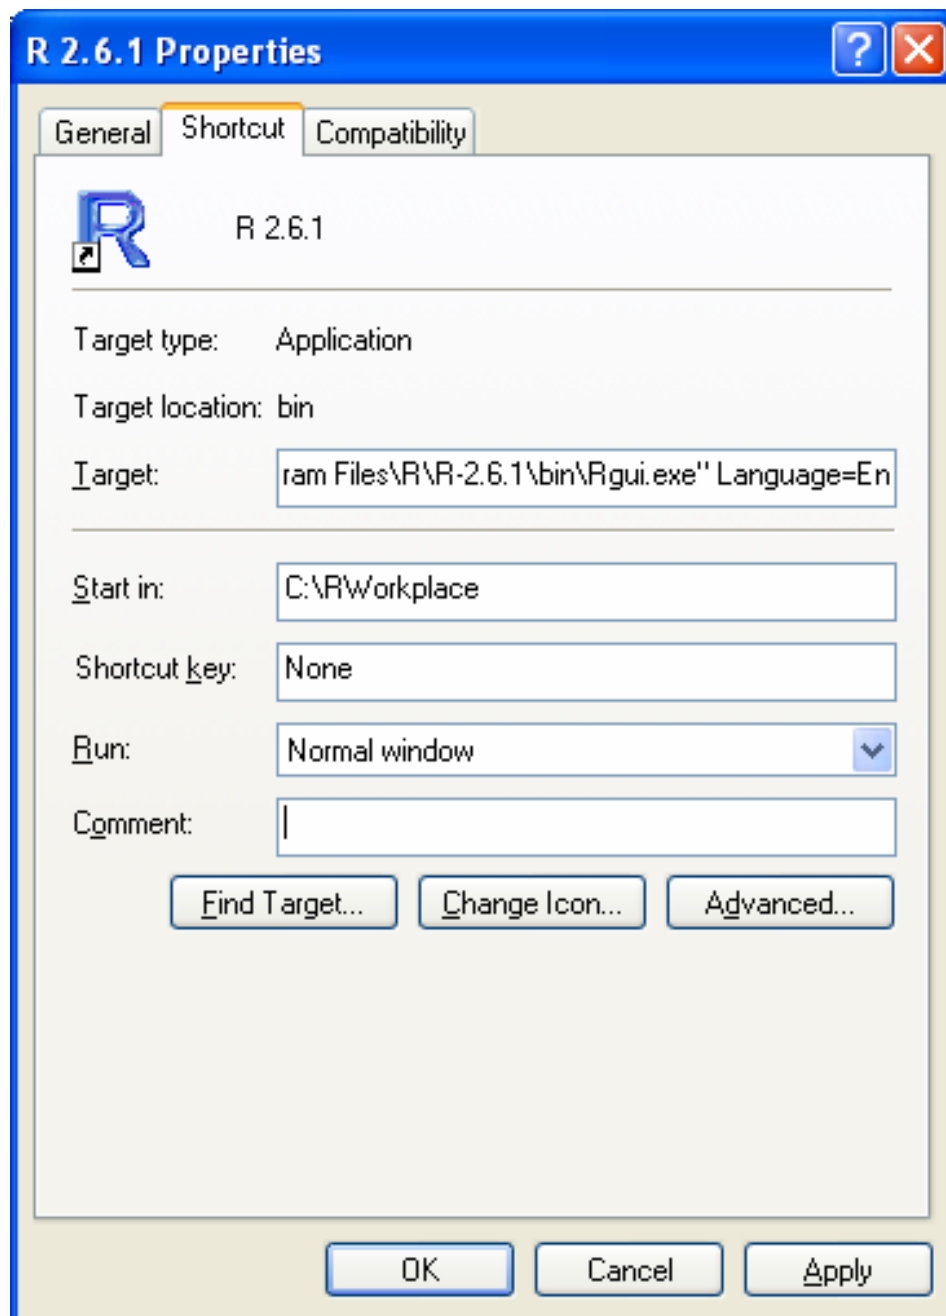 R 2.6.1 Properties
General Shortcut Compatibility
R 2.6.1
Target type: Application
Target location: bin
Target: ram Files\R\R-2.6.1\bin\Rgui.exe" Language=En
Start in: C:\RWorkplace
Shortcut key: None
Run: Normal window
Comment:
Find Target... Change Icon... Advanced...
OK Cancel Apply